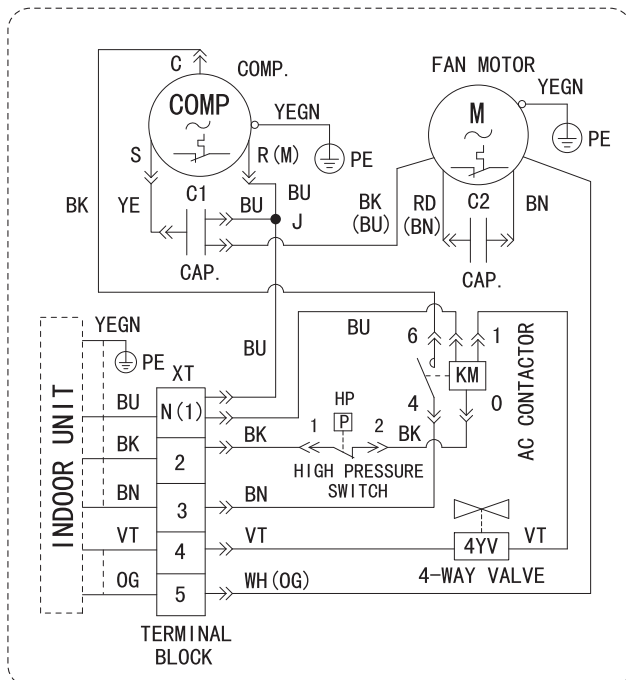 C
COMP.
FAN MOTOR
COMP
YEGN
M
YEGN
PE
PE
S
R(M)
BK
YE
C1
BU
BU
J
BK
(BU)
RD
(BN)
C2
BN
CAP.
CAP.
YEGN
PE
BU
BU
6
1
KM
AC CONTACTOR
XT
INDOOR UNIT
BU
N(1)
HP
P
4
0
BK
2
BK
1
2
BK
HIGH PRESSURE
SWITCH
BN
3
BN
VT
4
VT
4YV
VT
4-WAY VALVE
OG
5
WH(OG)
TERMINAL
BLOCK